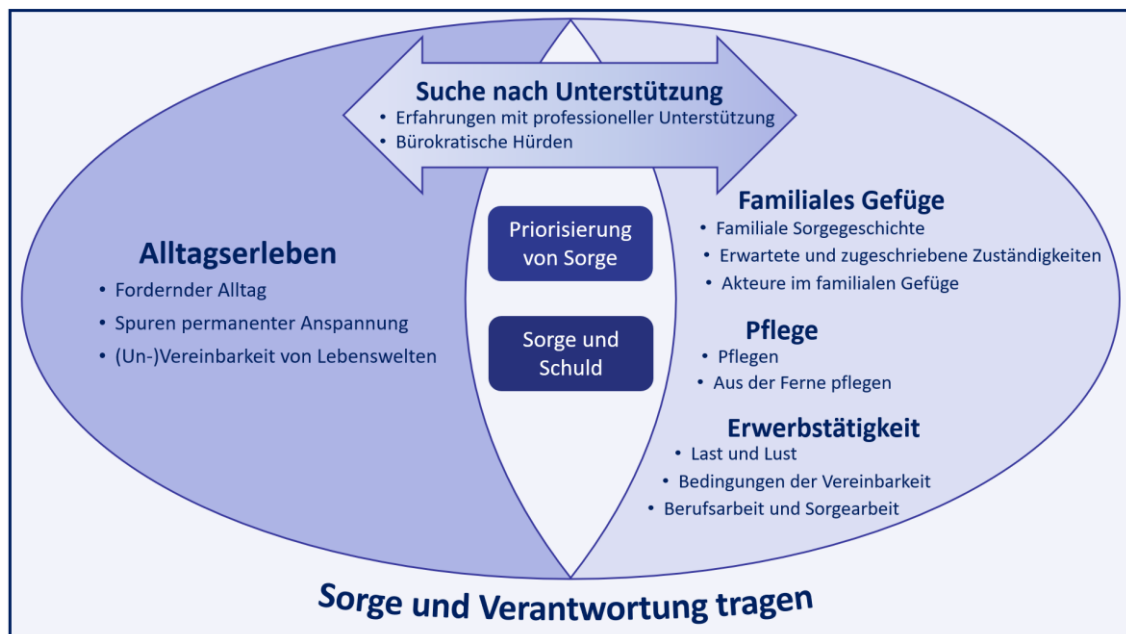 Suche nach Unterstützung
• Erfahrungen mit professioneller Unterstützung
• Bürokratische Hürden
Alltagserleben
• Fordernder Alltag
• Spuren permanenter Anspannung
• (Un-)Vereinbarkeit von Lebenswelten
Priorisierung
von Sorge
Sorge und
Schuld
Familiales Gefüge
• Familiale Sorgegeschichte
• Erwartete und zugeschriebene Zuständigkeiten
• Akteure im familialen Gefüge
Pflege
• Pflegen
• Aus der Ferne pflegen
Erwerbstätigkeit
• Last und Lust
• Bedingungen der Vereinbarkeit
• Berufsarbeit und Sorgearbeit
Sorge und Verantwortung tragen